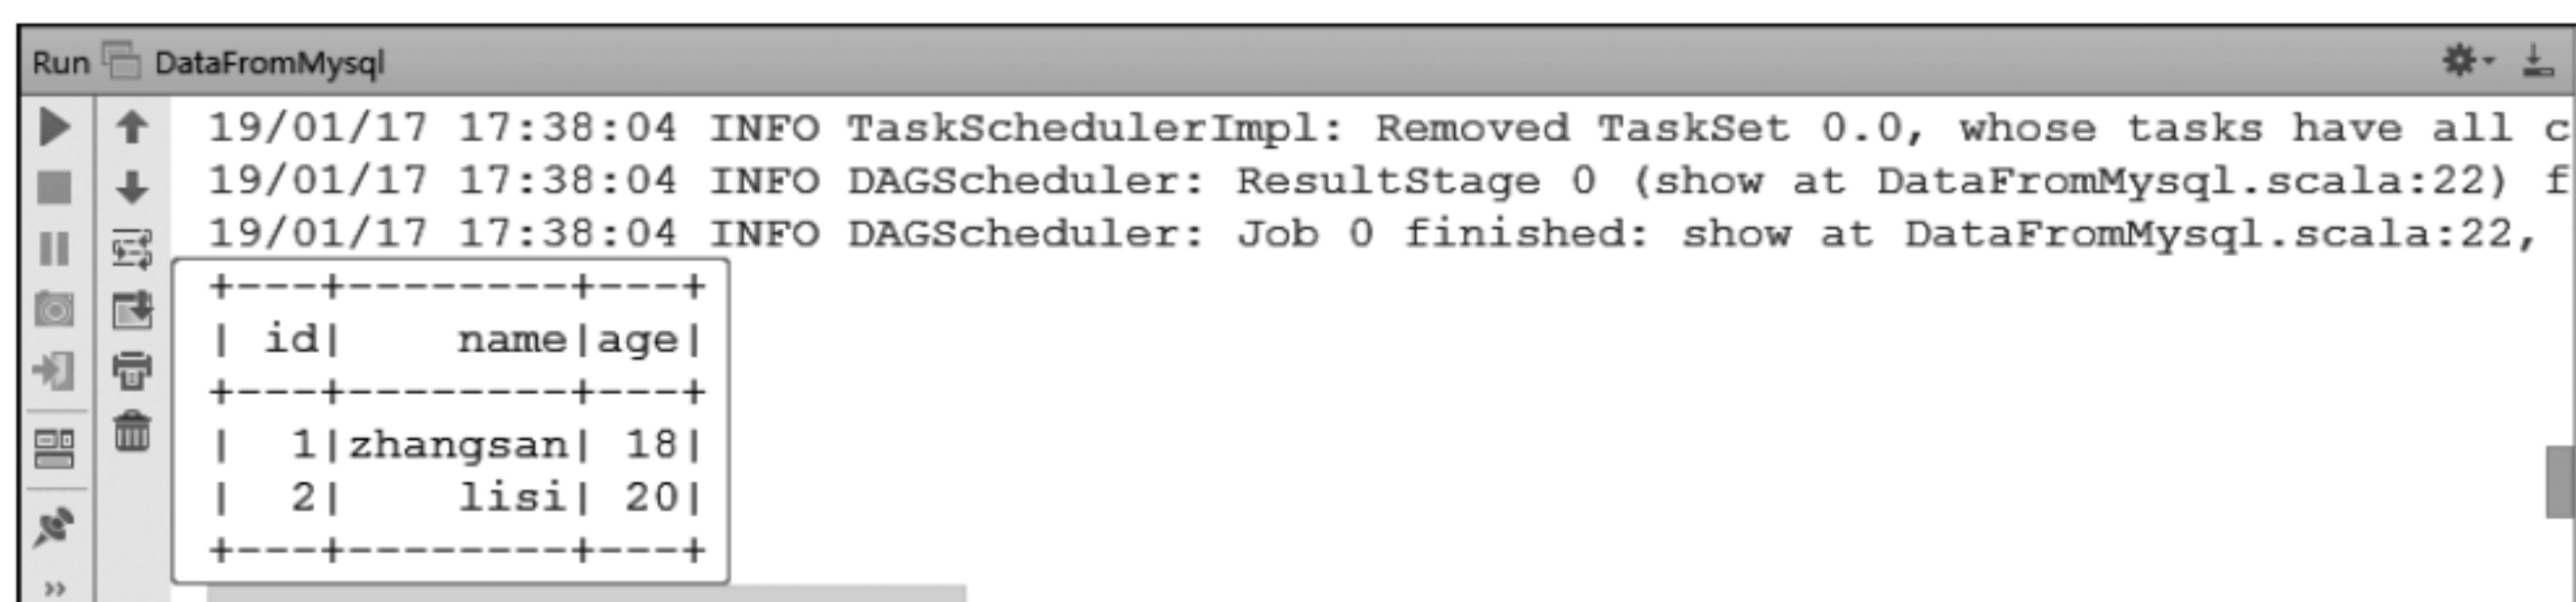 Run DataFromMysql
19/01/17 17:38:04 INFO TaskSchedulerImpl: Removed TaskSet 0.0, whose tasks have all c
19/01/17 17:38:04 INFO DAGScheduler: ResultStage 0 (show at DataFromMysql.scala:22) f
19/01/17 17:38:04 INFO DAGScheduler: Job 0 finished: show at DataFromMysql.scala:22,
+---+--------+---+
| id|    name|age|
+---+--------+---+
|  1|zhangsan| 18|
|  2|    lisi| 20|
+---+--------+---+